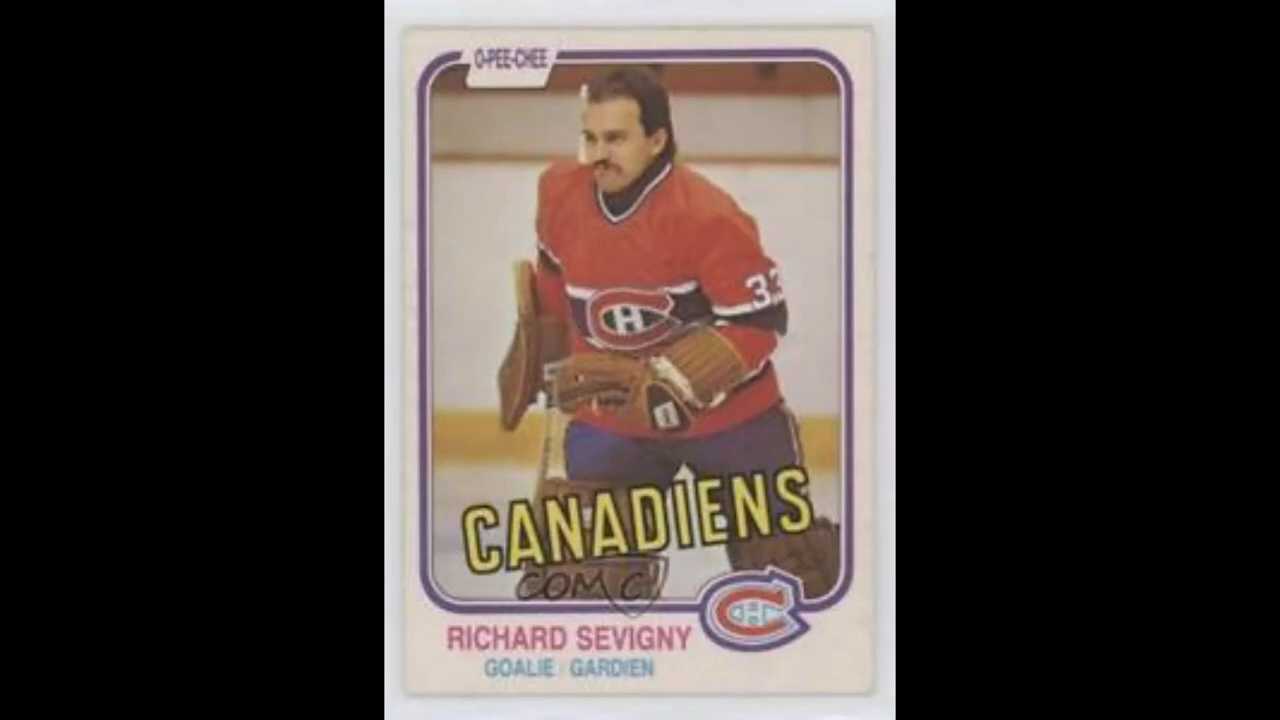 O-PEE-CHEE
33
CANADIENS
COMC
RICHARD SEVIGNY
GOALIE / GARDIEN